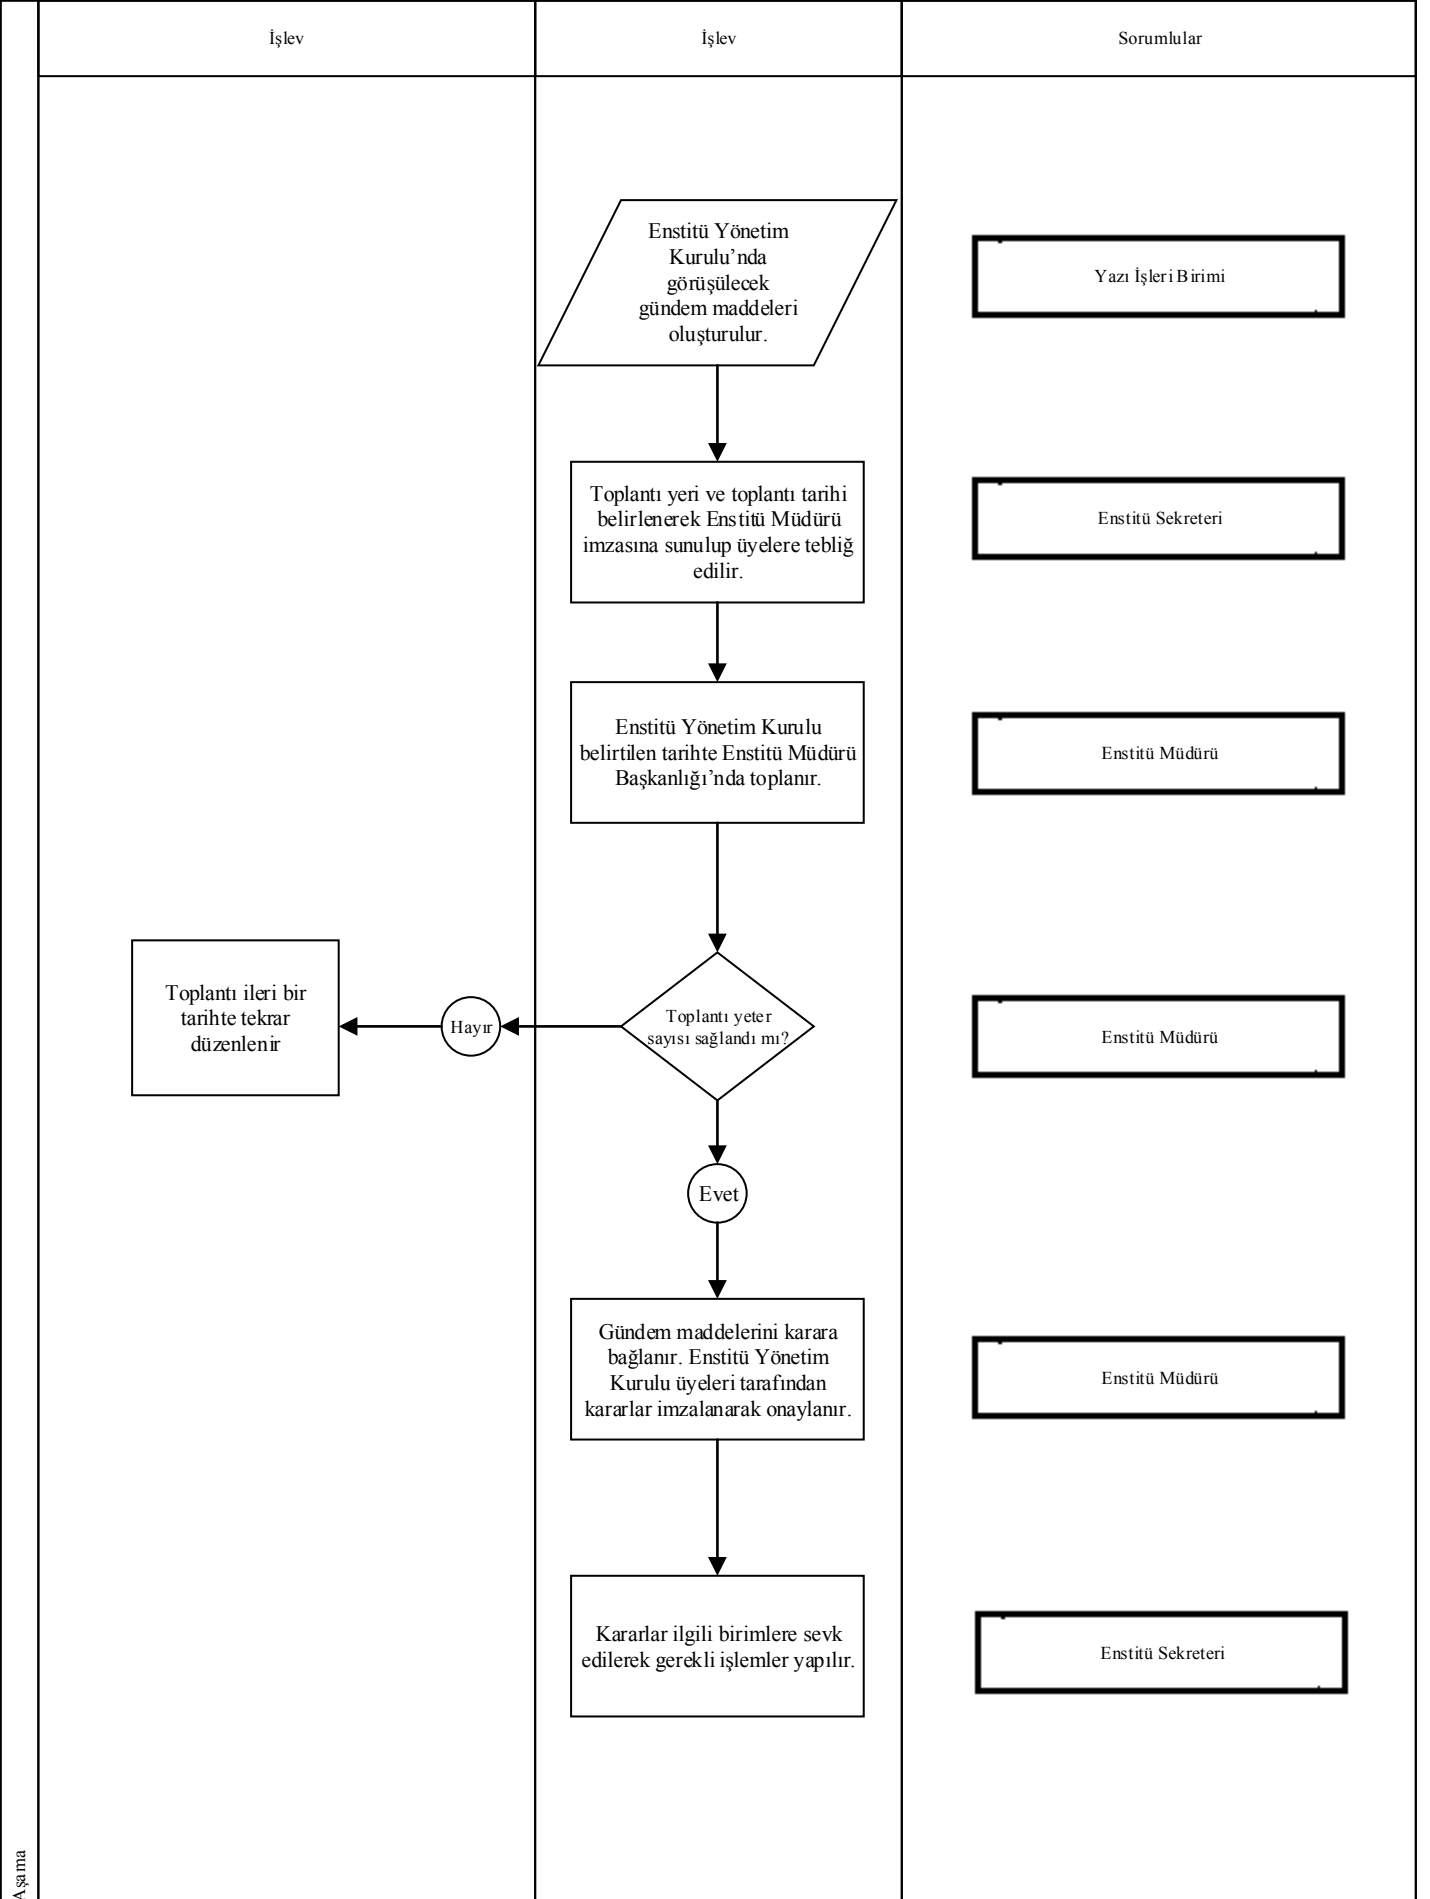 İşlev
İşlev
Sorumlular
Enstitü Yönetim
Kurulu’nda
görüşülecek
gündem maddeleri
oluşturulur.
Yazı İşleri Birimi
Toplantı yeri ve toplantı tarihi
belirlenerek Enstitü Müdürü
imzasına sunulup üyelere tebliğ
edilir.
Enstitü Sekreteri
Enstitü Yönetim Kurulu
belirtilen tarihte Enstitü Müdürü
Başkanlığı’nda toplanır.
Enstitü Müdürü
Toplantı ileri bir
tarihte tekrar
düzenlenir
Hayır
Toplantı yeter
sayısı sağlandı mı?
Enstitü Müdürü
Evet
Gündem maddelerini karara
bağlanır. Enstitü Yönetim
Kurulu üyeleri tarafından
kararlar imzalanarak onaylanır.
Enstitü Müdürü
Kararlar ilgili birimlere sevk
edilerek gerekli işlemler yapılır.
Enstitü Sekreteri
Aşama